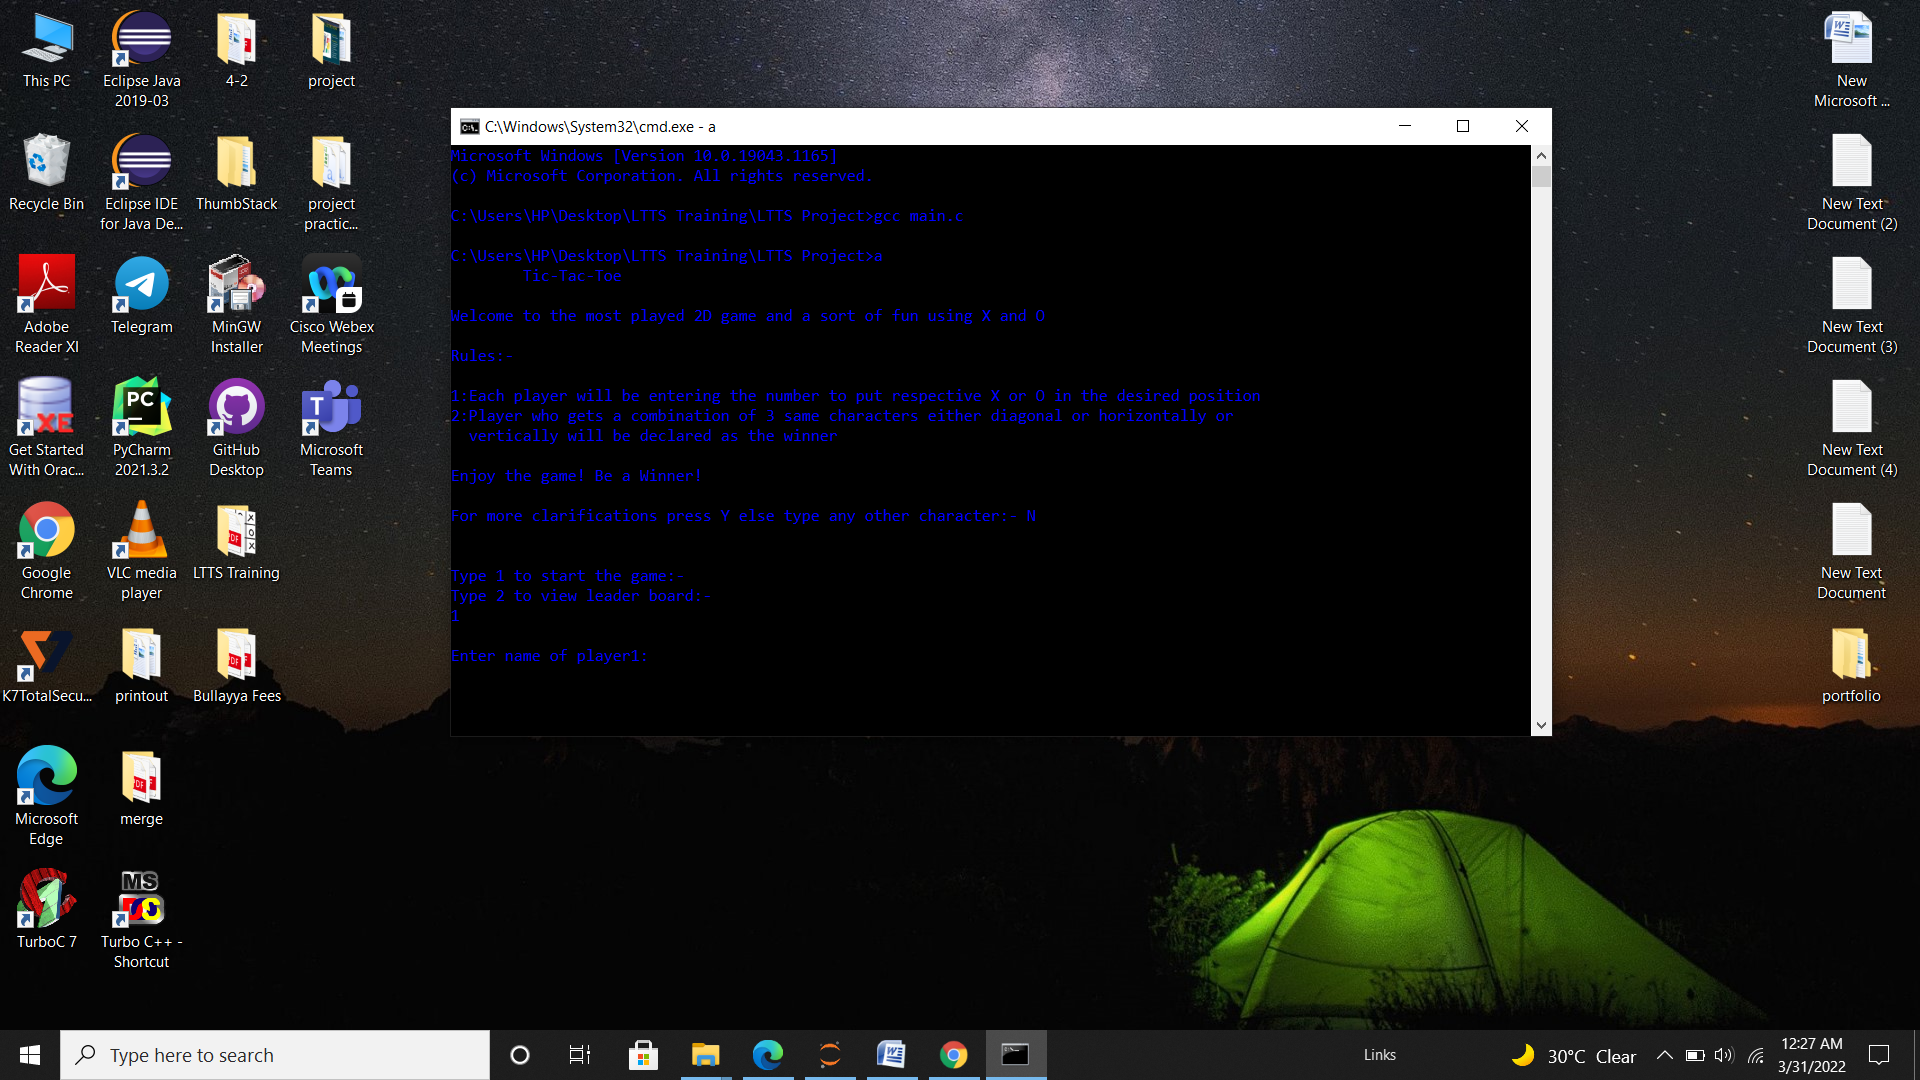 This PC
Eclipse Java
2019-03
4-2
project
Recycle Bin
Eclipse IDE
for Java De...
ThumbStack
project
practic...
Adobe
Reader XI
Telegram
MinGW
Installer
Cisco Webex
Meetings
Get Started
With Orac...
PyCharm
2021.3.2
GitHub
Desktop
Microsoft
Teams
Google
Chrome
VLC media
player
LTTS Training
K7TotalSecu...
printout
Bullayya Fees
Microsoft
Edge
merge
TurboC 7
Turbo C++ -
Shortcut
C:\Windows\System32\cmd.exe - a
Microsoft Windows [Version 10.0.19043.1165]
(c) Microsoft Corporation. All rights reserved.
C:\Users\HP\Desktop\LTTS Training\LTTS Project>gcc main.c
C:\Users\HP\Desktop\LTTS Training\LTTS Project>a
Tic-Tac-Toe
Welcome to the most played 2D game and a sort of fun using X and O
Rules:-
1:Each player will be entering the number to put respective X or O in the desired position
2:Player who gets a combination of 3 same characters either diagonal or horizontally or
vertically will be declared as the winner
Enjoy the game! Be a Winner!
For more clarifications press Y else type any other character:- N
Type 1 to start the game:-
Type 2 to view leader board:-
1
Enter name of player1:
New
Microsoft ...
New Text
Document (2)
New Text
Document (3)
New Text
Document (4)
New Text
Document
portfolio
Type here to search
Links
30°C Clear
12:27 AM
3/31/2022